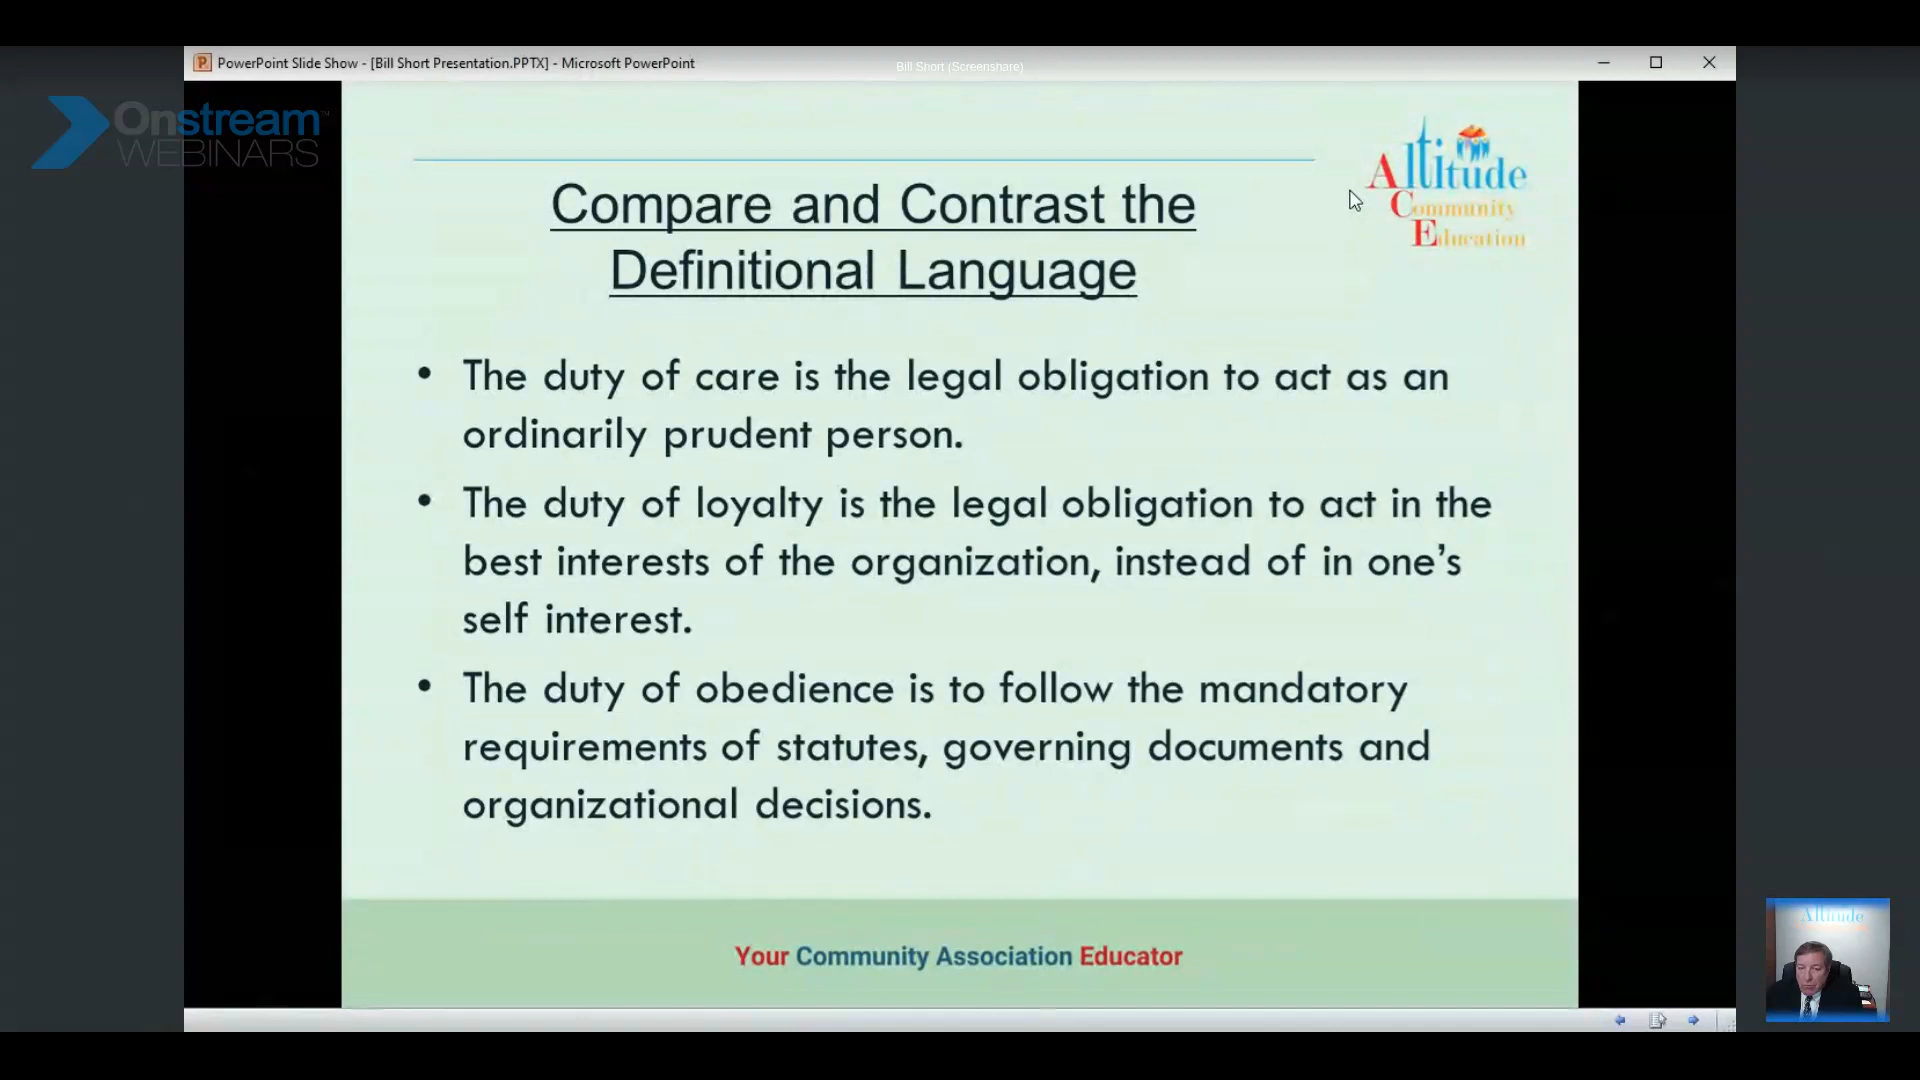 PowerPoint Slide Show - [Bill Short Presentation.PPTX] - Microsoft PowerPoint
Bill Short (Screenshare)
Onstream™
WEBINARS
Altitude
Community
Education
Compare and Contrast the
Definitional Language
• The duty of care is the legal obligation to act as an
ordinarily prudent person.
• The duty of loyalty is the legal obligation to act in the
best interests of the organization, instead of in one’s
self interest.
• The duty of obedience is to follow the mandatory
requirements of statutes, governing documents and
organizational decisions.
Your Community Association Educator
Altitude